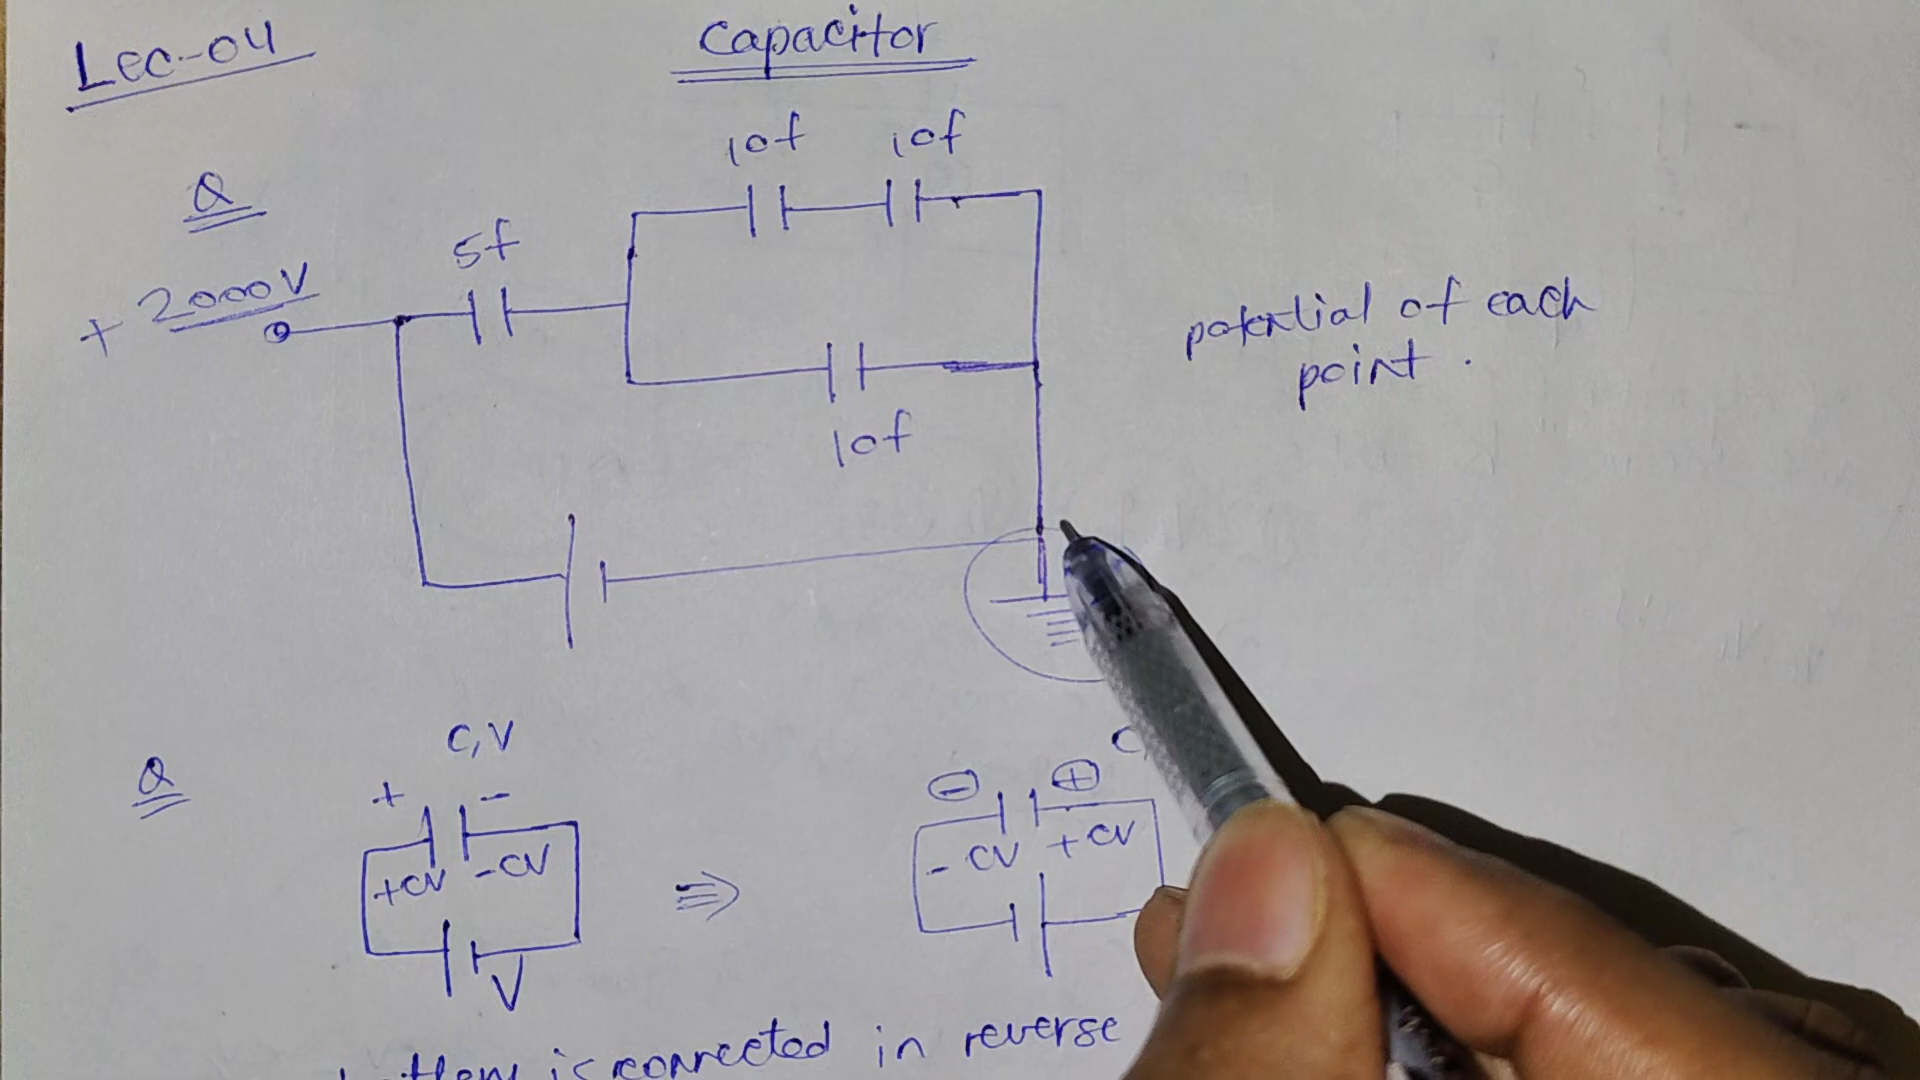 Lec-04
Capacitor
Q
10f
10f
5f
+ 2000V
potential of each
point.
10f
Q
C,V
+ -
+CV -CV
V
C
- +
- CV +CV
is connected in reverse